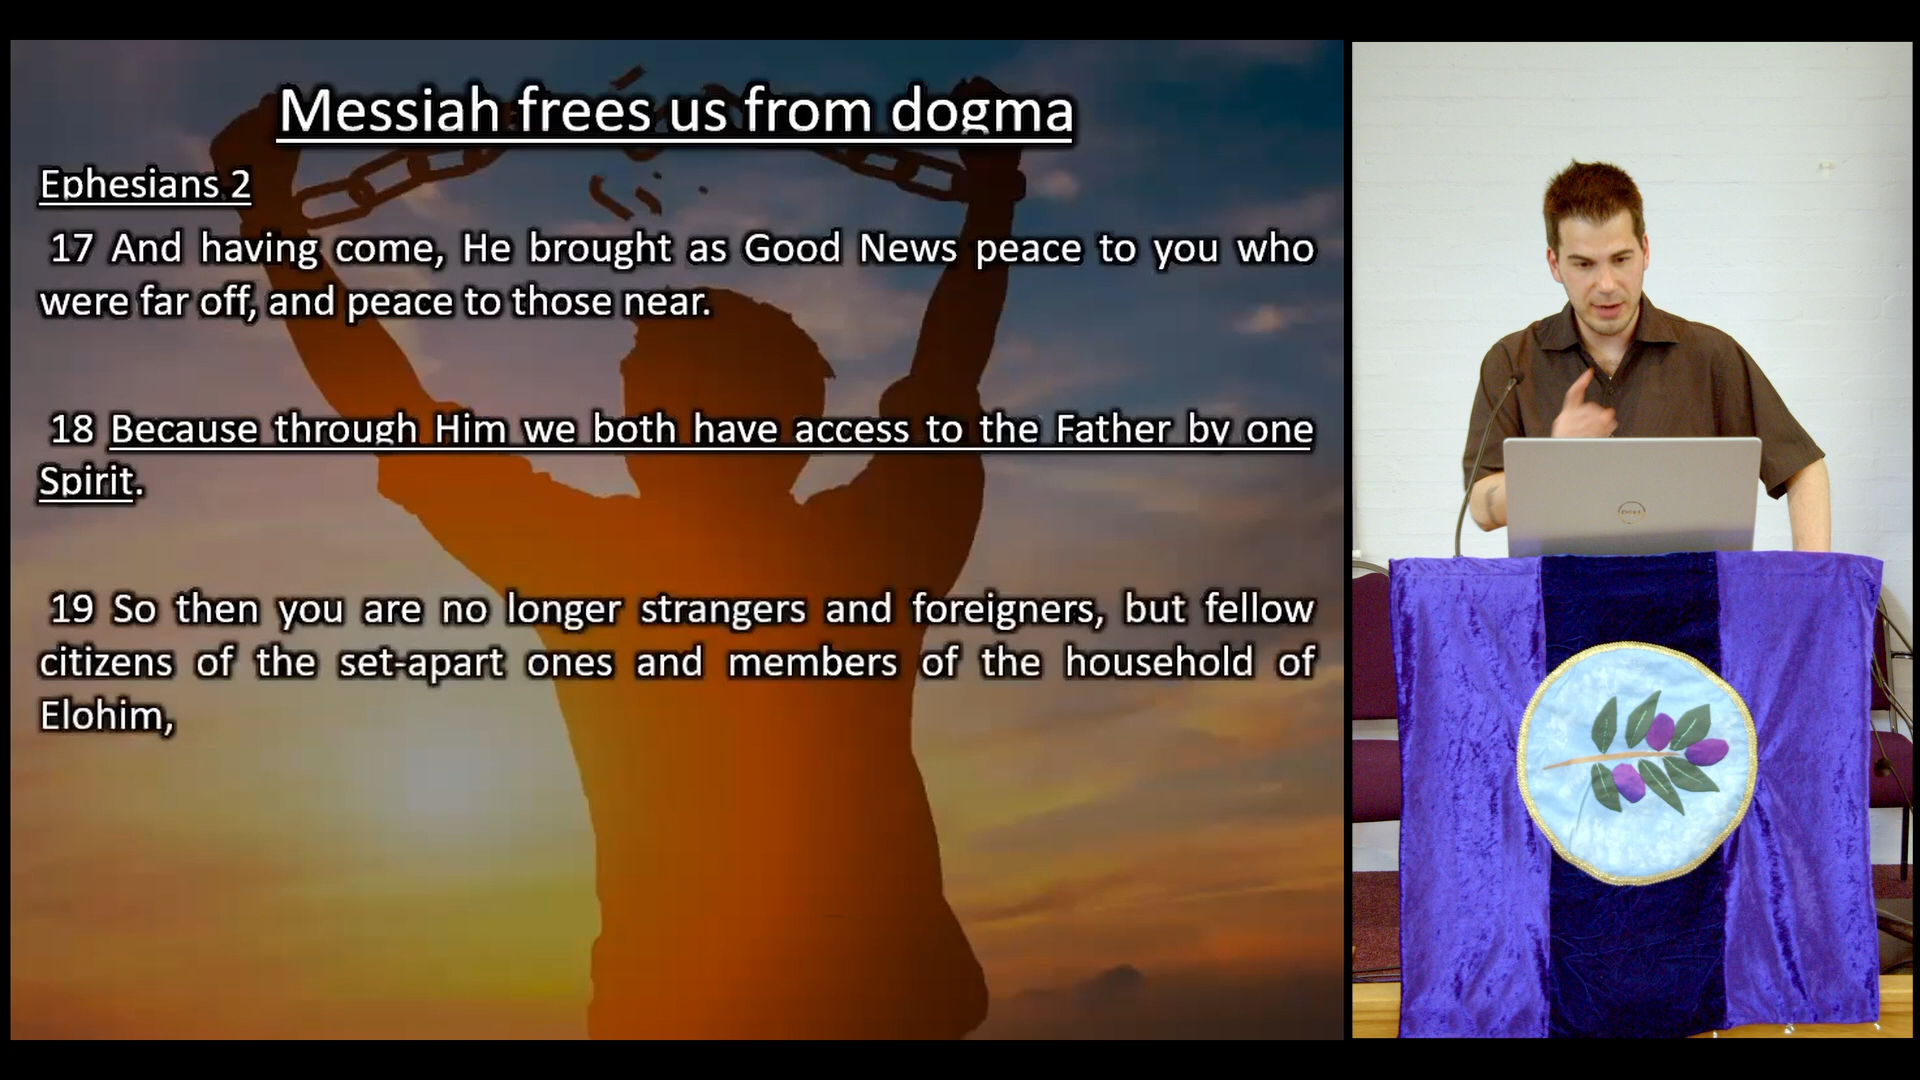 Messiah frees us from dogma
Ephesians 2
17 And having come, He brought as Good News peace to you who
were far off, and peace to those near.
18 Because through Him we both have access to the Father by one
Spirit.
19 So then you are no longer strangers and foreigners, but fellow
citizens of the set-apart ones and members of the household of
Elohim,
DELL